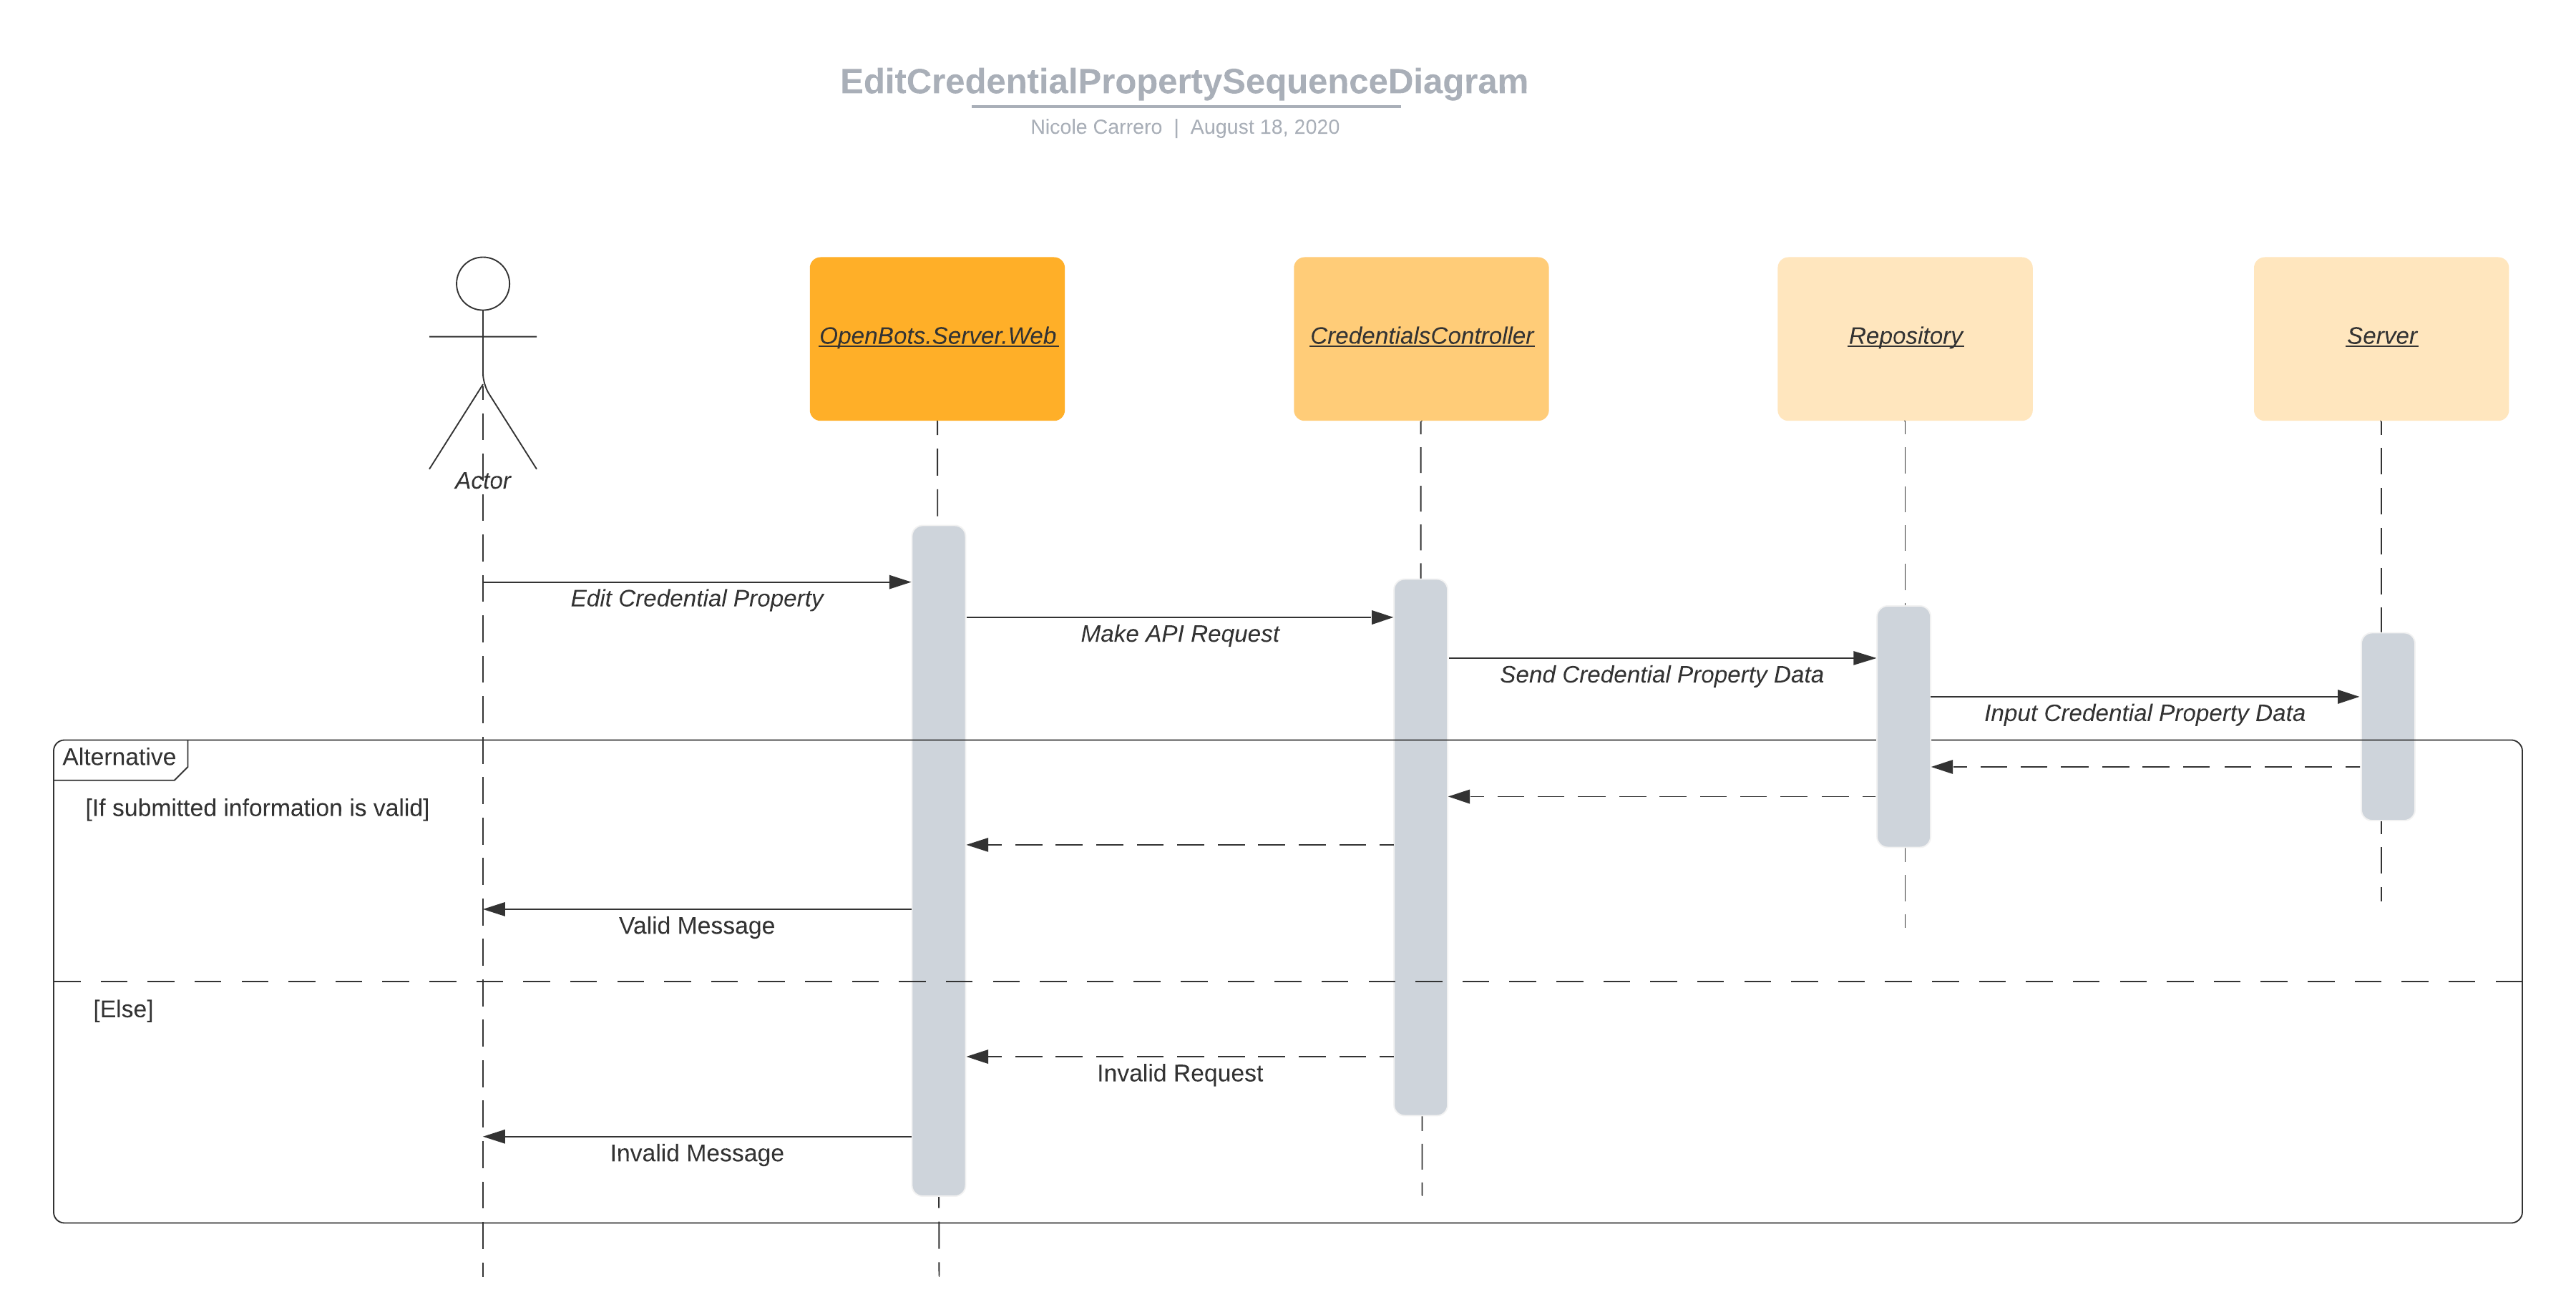 EditCredentialPropertySequenceDiagram
Nicole Carrero | August 18, 2020
OpenBots.Server.Web
CredentialsController
Repository
Server
Actor
Edit Credential Property
Make API Request
Send Credential Property Data
Input Credential Property Data
Alternative
[If submitted information is valid]
Valid Message
[Else]
Invalid Request
Invalid Message